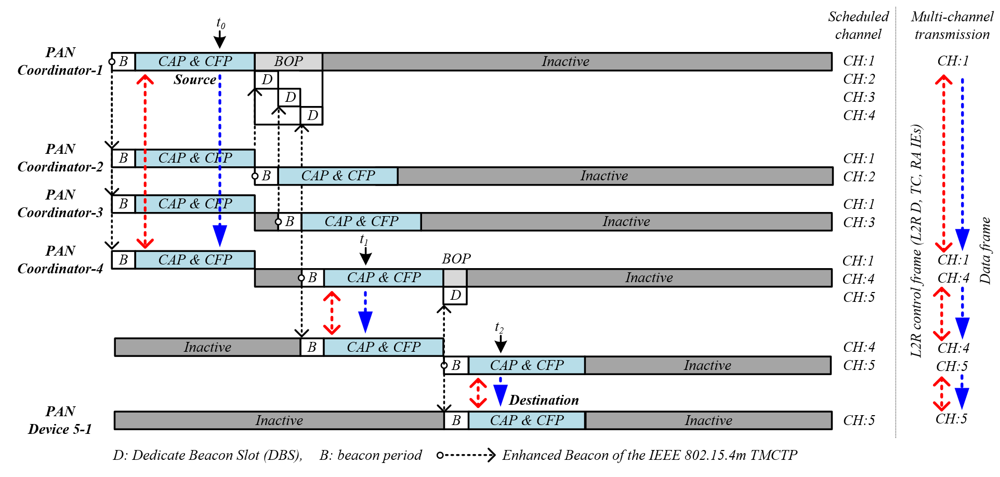 Scheduled
channel
Multi-channel
transmission
t0
PAN
Coordinator-1
B
CAP & CFP
BOP
Inactive
CH:1
CH:1
Source
D
CH:2
D
CH:3
D
CH:4
PAN
Coordinator-2
B
CAP & CFP
CH:1
B
CAP & CFP
Inactive
CH:2
PAN
Coordinator-3
B
CAP & CFP
CH:1
B
CAP & CFP
Inactive
CH:3
t1
PAN
Coordinator-4
B
CAP & CFP
BOP
CH:1
CH:1
B
CAP & CFP
Inactive
CH:4
CH:4
D
CH:5
t2
Inactive
B
CAP & CFP
CH:4
CH:4
B
CAP & CFP
Inactive
CH:5
CH:5
Destination
PAN
Device 5-1
Inactive
B
CAP & CFP
Inactive
CH:5
CH:5
L2R control frame (L2R D, TC, RA IEs)
Data frame
D: Dedicate Beacon Slot (DBS), B: beacon period Enhanced Beacon of the IEEE 802.15.4m TMCTP